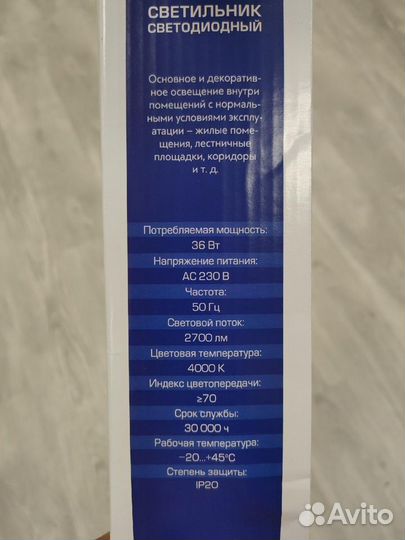 СВЕТИЛЬНИК
СВЕТОДИОДНЫЙ
Основное и декоратив-
ное освещение внутри
помещений с нормаль-
ными условиями эксплу-
атации – жилые поме-
щения, лестничные
площадки, коридоры
и т. д.
Потребляемая мощность:
36 Вт
Напряжение питания:
АС 230 В
Частота:
50 Гц
Световой поток:
2700 лм
Цветовая температура:
4000 К
Индекс цветопередачи:
≥70
Срок службы:
30 000 ч
Рабочая температура:
−20...+45°С
Степень защиты:
IP20
Avito